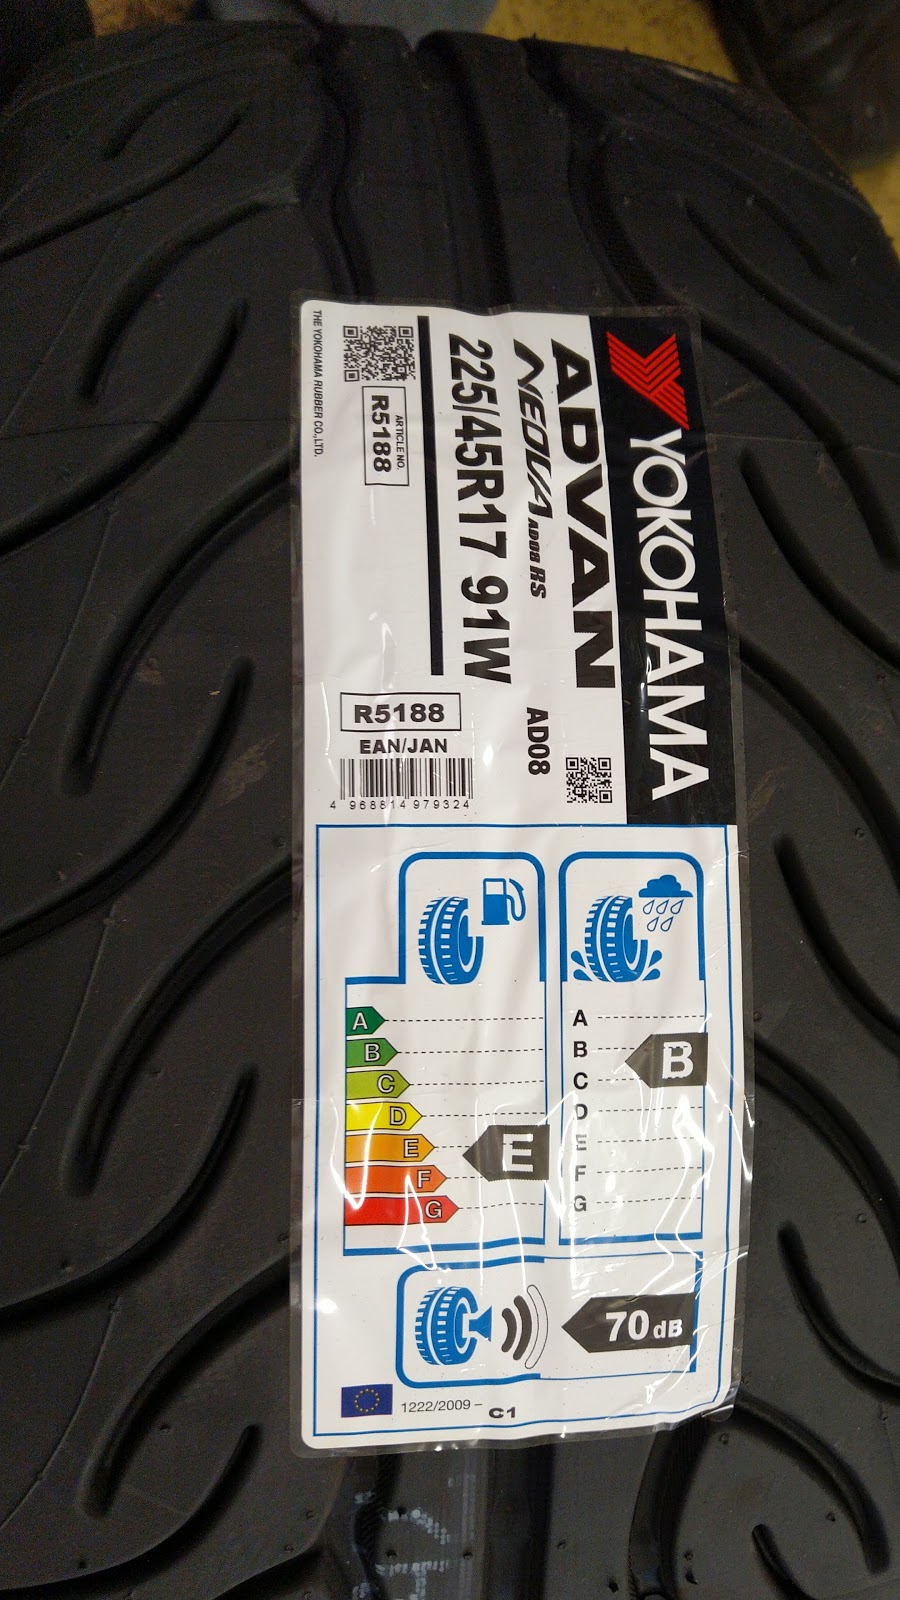 YOKOHAMA
ADVAN
NEOVA AD08 RS
AD08
225/45R17 91W
ARTICLE NO.
R5188
THE YOKOHAMA RUBBER CO.,LTD.
R5188
EAN/JAN
4 968814 979324
A
B
C
D
E
F
G
E
A
B
C
D
E
F
G
B
70 dB
1222/2009 - C1